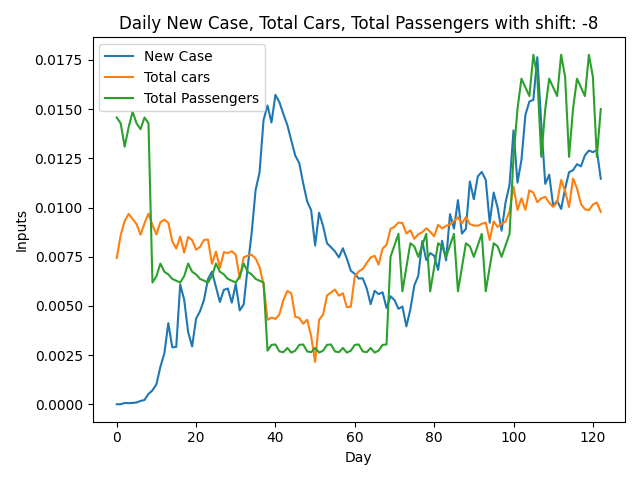 Daily New Case, Total Cars, Total Passengers with shift: -8
New Case
Total cars
Total Passengers
0.0175
0.0150
0.0125
0.0100
0.0075
0.0050
0.0025
0.0000
Inputs
0 20 40 60 80 100 120
Day